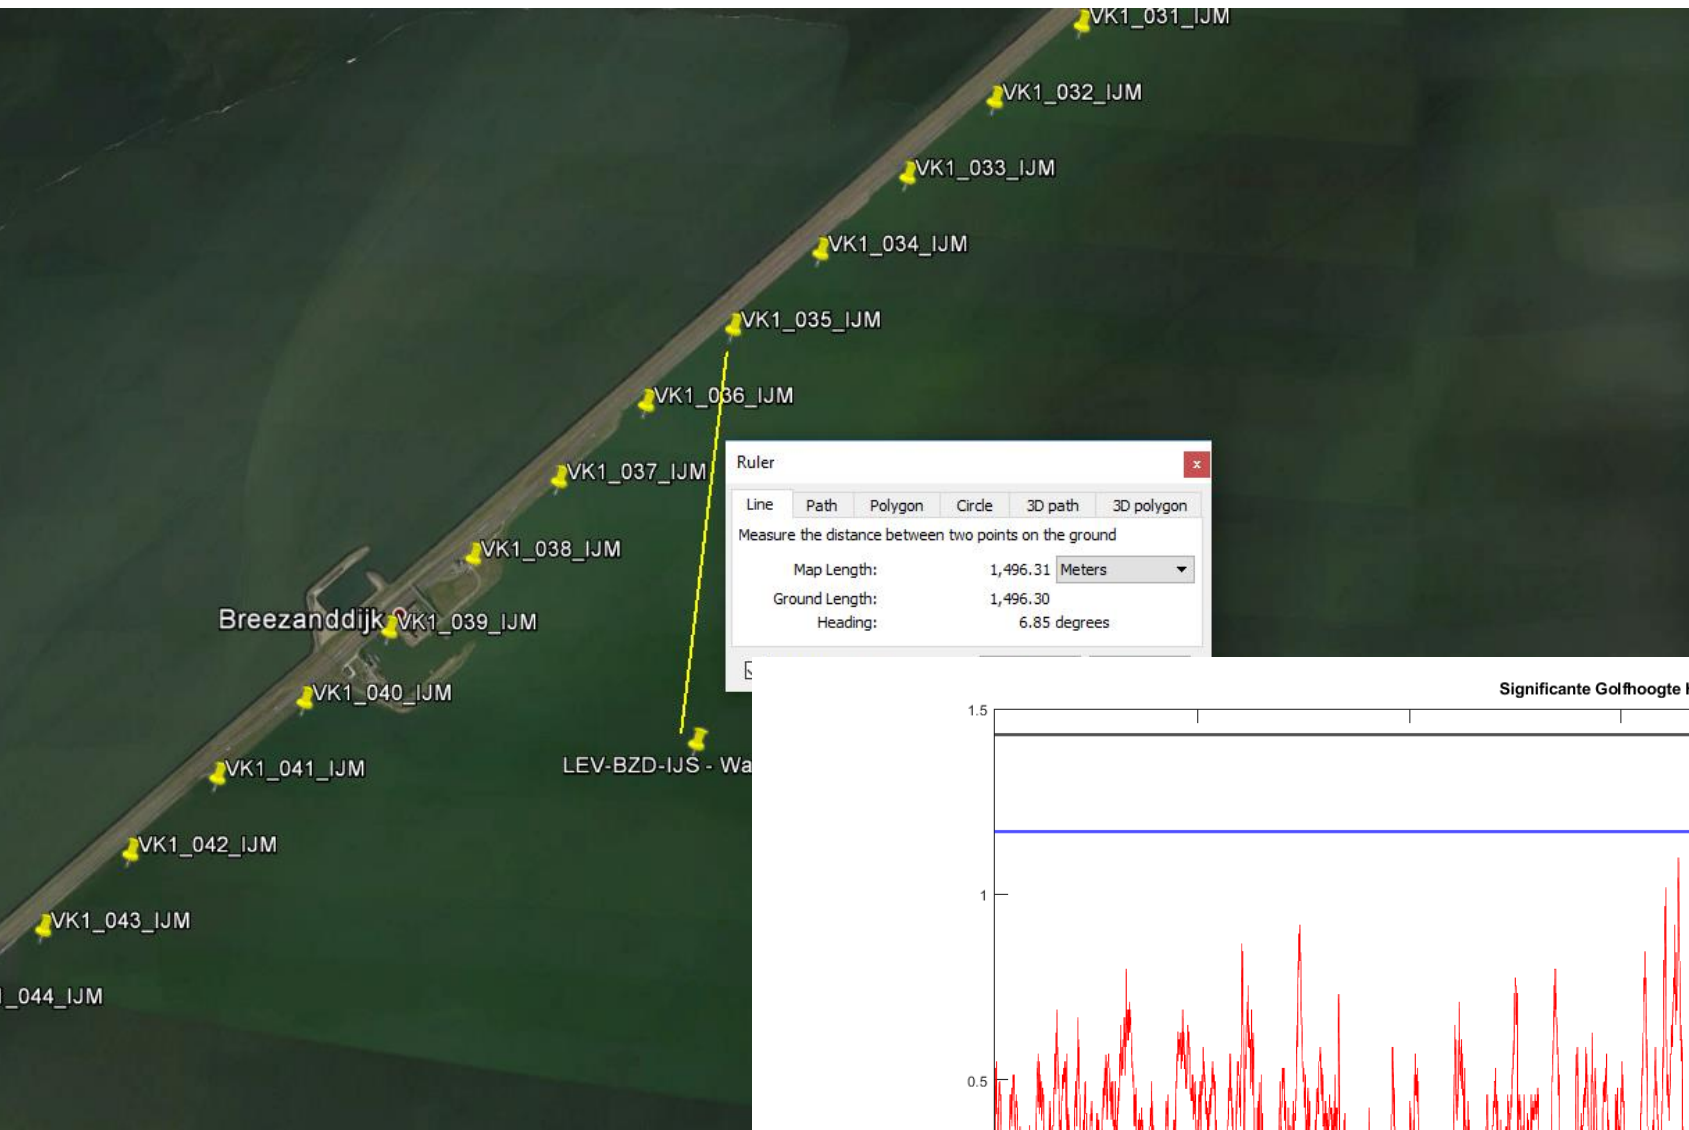 VK1_031_IJM
VK1_032_IJM
VK1_033_IJM
VK1_034_IJM
VK1_035_IJM
VK1_036_IJM
VK1_037_IJM
VK1_038_IJM
Breezanddijk
VK1_039_IJM
VK1_040_IJM
VK1_041_IJM
VK1_042_IJM
VK1_043_IJM
_044_IJM
LEV-BZD-IJS - Wa
Ruler
x
Line Path Polygon Circle 3D path 3D polygon
Measure the distance between two points on the ground
Map Length: 1,496.31 Meters
Ground Length: 1,496.30
Heading: 6.85 degrees
Significante Golfhoogte
1.5
1
0.5